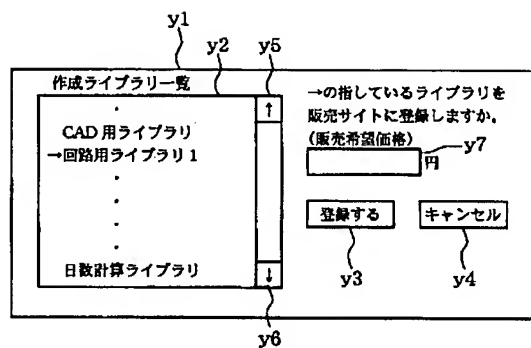 y1
y2
y5
作成ライブラリ一覧
↑
→の指しているライブラリを
販売サイトに登録しますか。
(販売希望価格)
y7
円
CAD用ライブラリ
→回路用ライブラリ1
登録する
キャンセル
日数計算ライブラリ
↓
y3
y4
y6